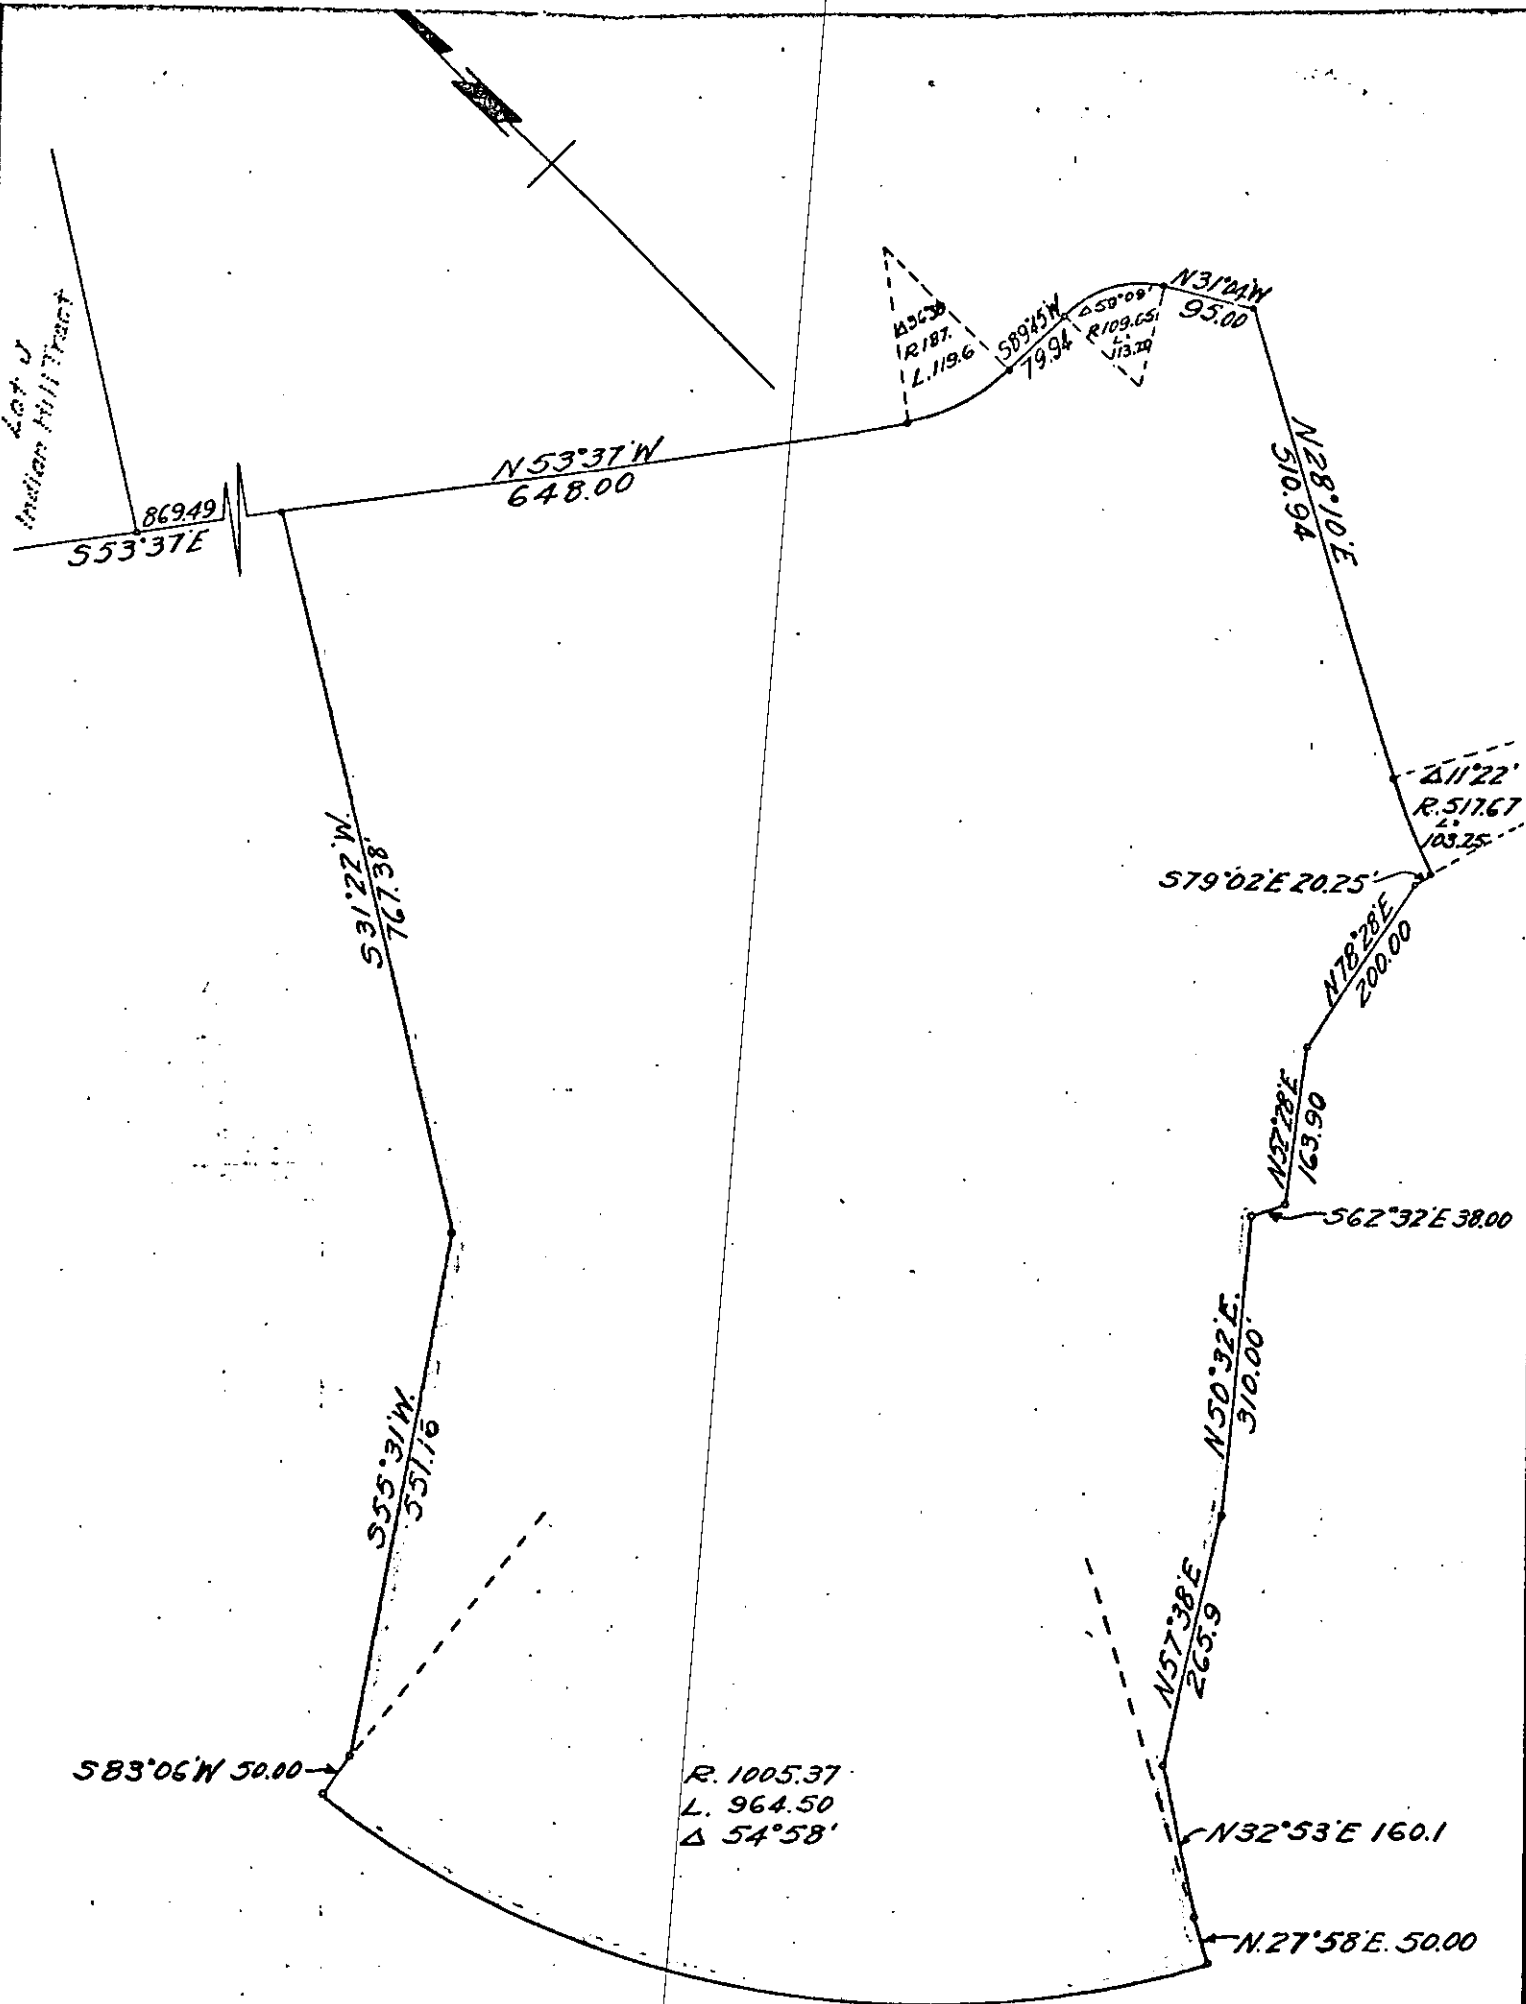 N31°04'W
95.00
Δ36°38
R187.
L.119.6
S89°45'W
79.94
Δ59°09'
R109.65
L.
113.20
Lot J
Indian Hill Tract
N53°37'W
648.00
869.49
S53°37'E
N28°10'E
510.94
Δ11°22'
R.517.67
L.
103.25
S79°02'E 20.25'
S31°22'W.
767.38'
N78°28'E
200.00
N52°28'E
163.90
S62°32'E 38.00
N50°32'E.
310.00'
S55°31'W.
551.16
N57°38'E
265.9
S83°06'W 50.00
R. 1005.37
L. 964.50
Δ 54°58'
N32°53'E 160.1
N.27°58'E. 50.00